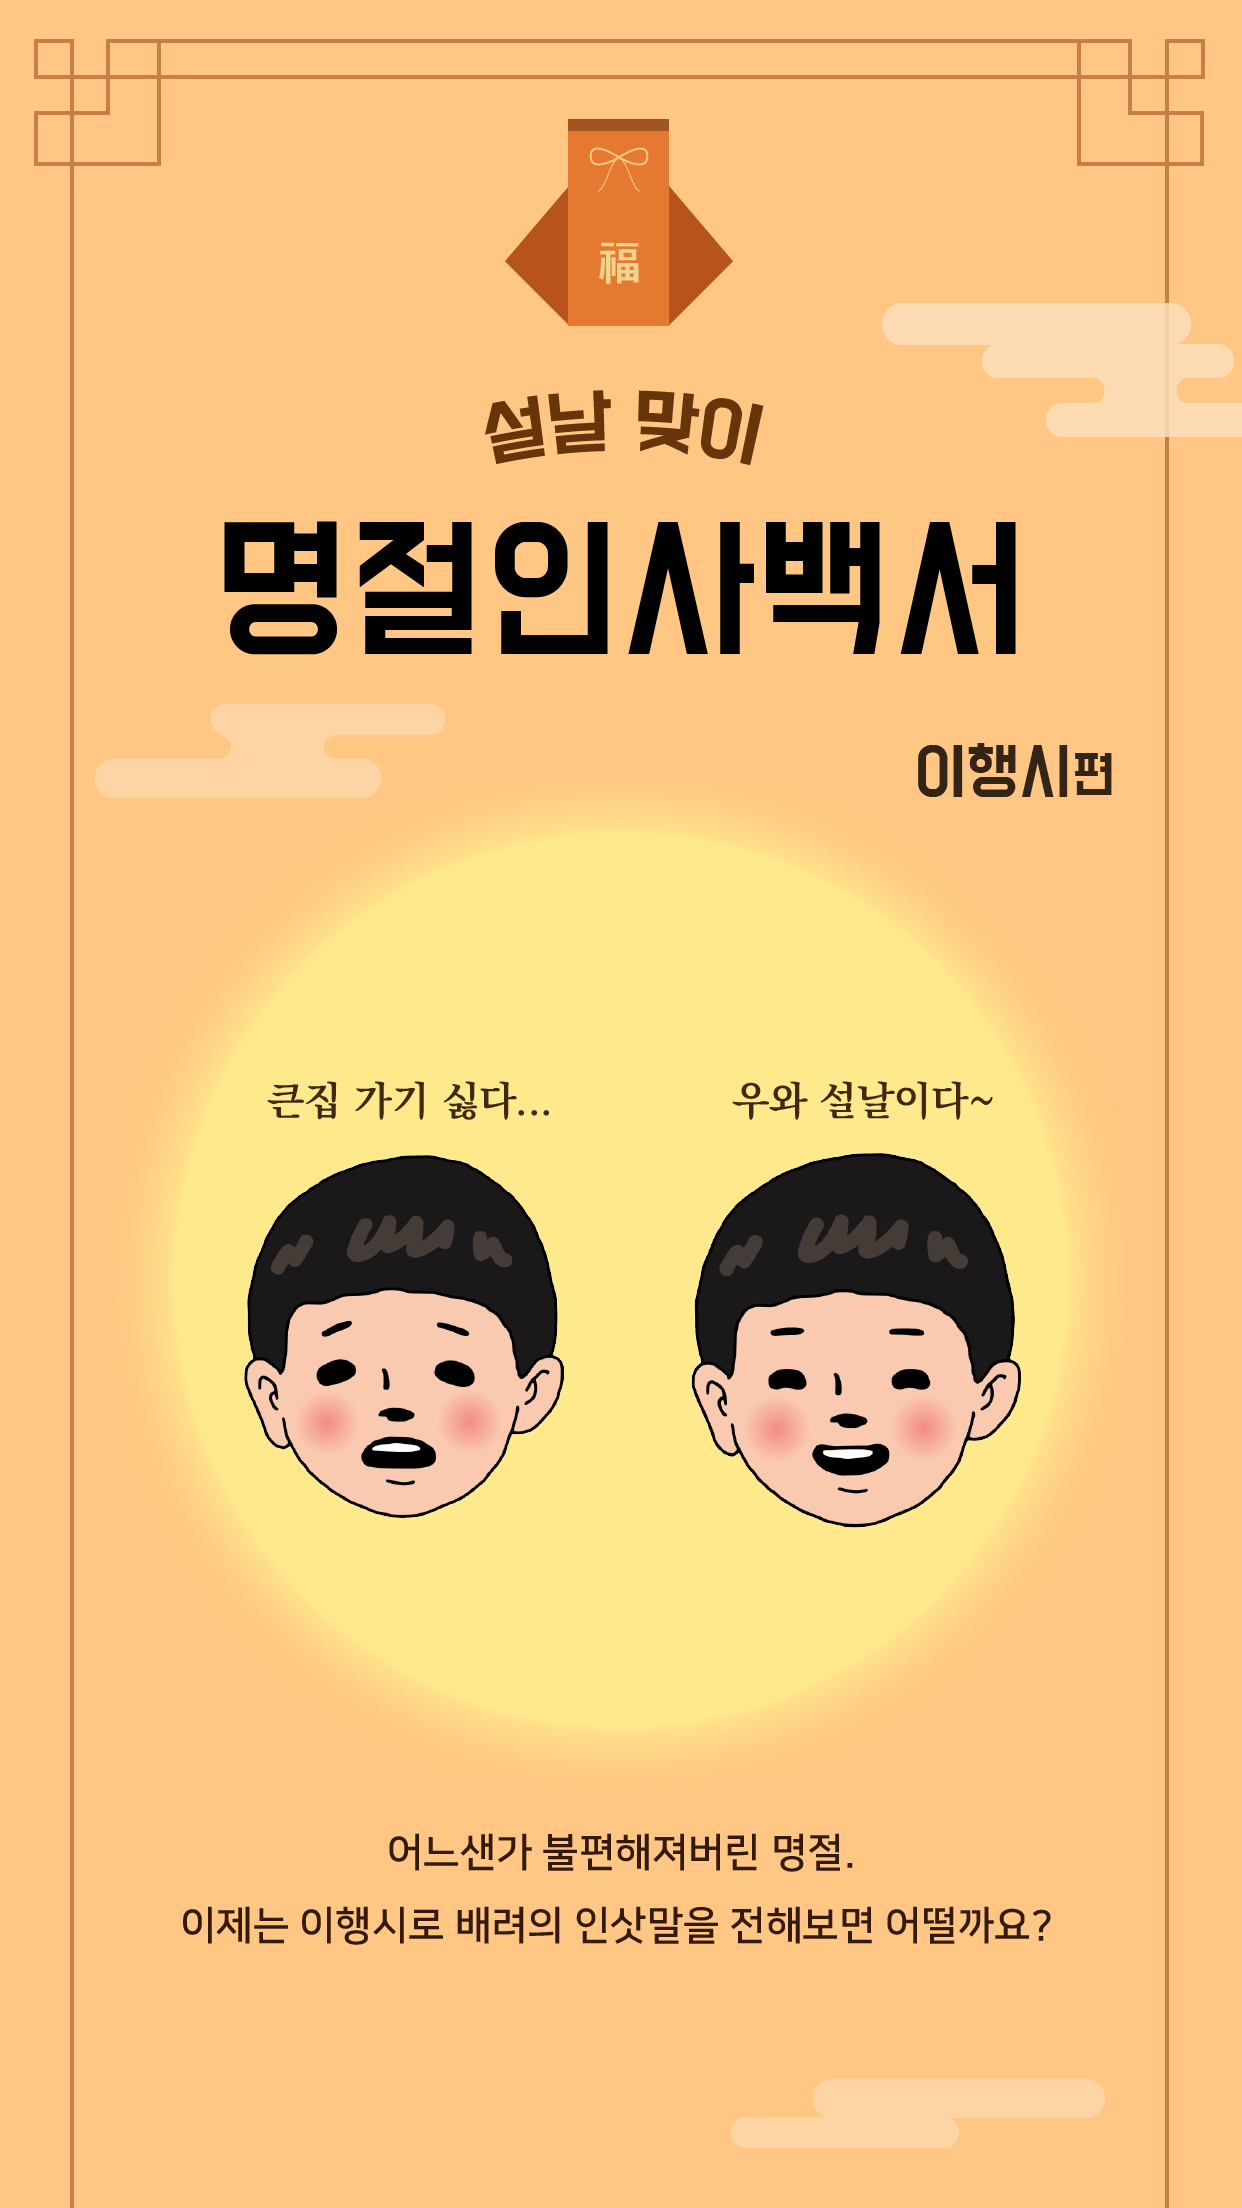 福
설날 맞이
명절인사백서
이행시편
큰집 가기 싫다...
우와 설날이다~
어느샌가 불편해져버린 명절.
이제는 이행시로 배려의 인삿말을 전해보면 어떨까요?